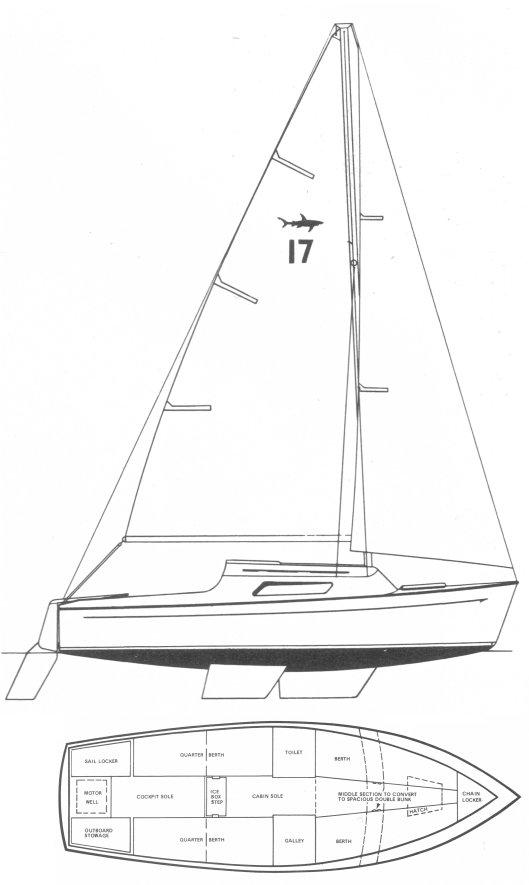 17
SAIL LOCKER
QUARTER BERTH
TOILET
BERTH
MOTOR
WELL
COCKPIT SOLE
ICE
BOX
STEP
CABIN SOLE
MIDDLE SECTION TO CONVERT
TO SPACIOUS DOUBLE BUNK
HATCH
CHAIN
LOCKER
OUTBOARD
STOWAGE
QUARTER BERTH
GALLEY
BERTH